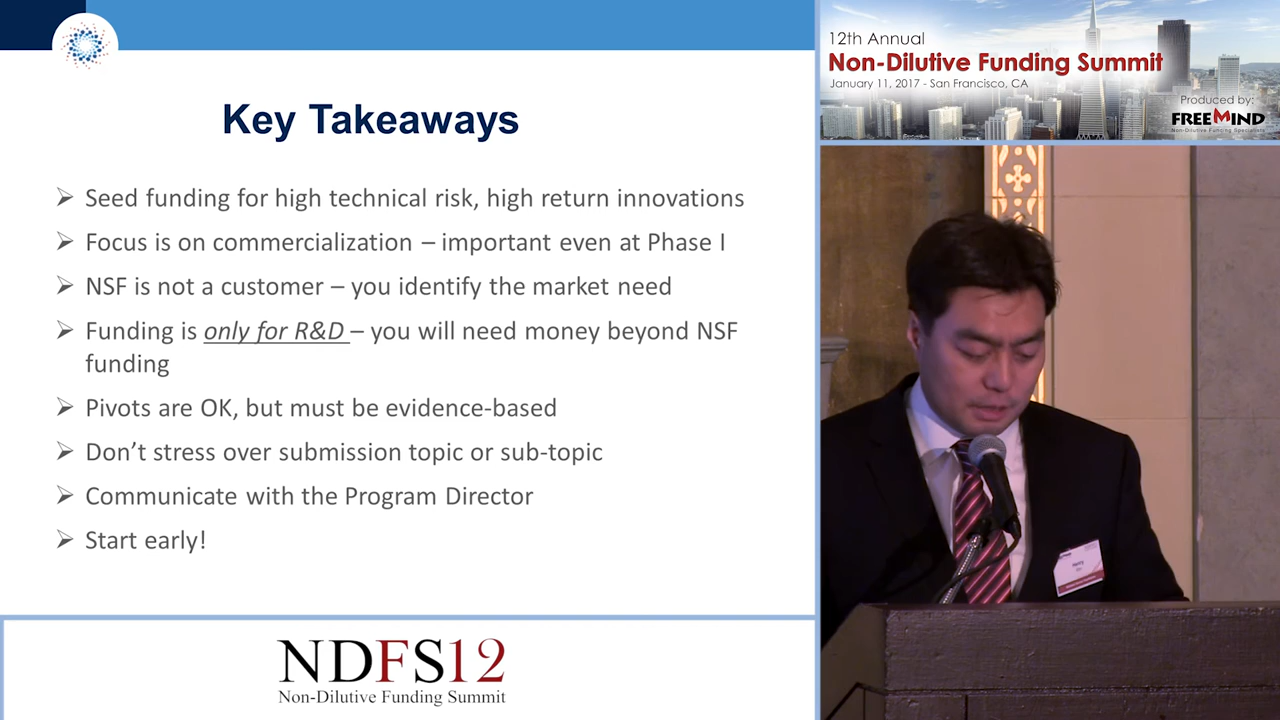 Key Takeaways
Seed funding for high technical risk, high return innovations
Focus is on commercialization – important even at Phase I
NSF is not a customer – you identify the market need
Funding is only for R&D – you will need money beyond NSF
funding
Pivots are OK, but must be evidence-based
Don’t stress over submission topic or sub-topic
Communicate with the Program Director
Start early!
NDFS12
Non-Dilutive Funding Summit
12th Annual
Non-Dilutive Funding Summit
January 11, 2017 - San Francisco, CA
Produced by:
FREEMIND
Non-Dilutive Funding Specialists
Henry